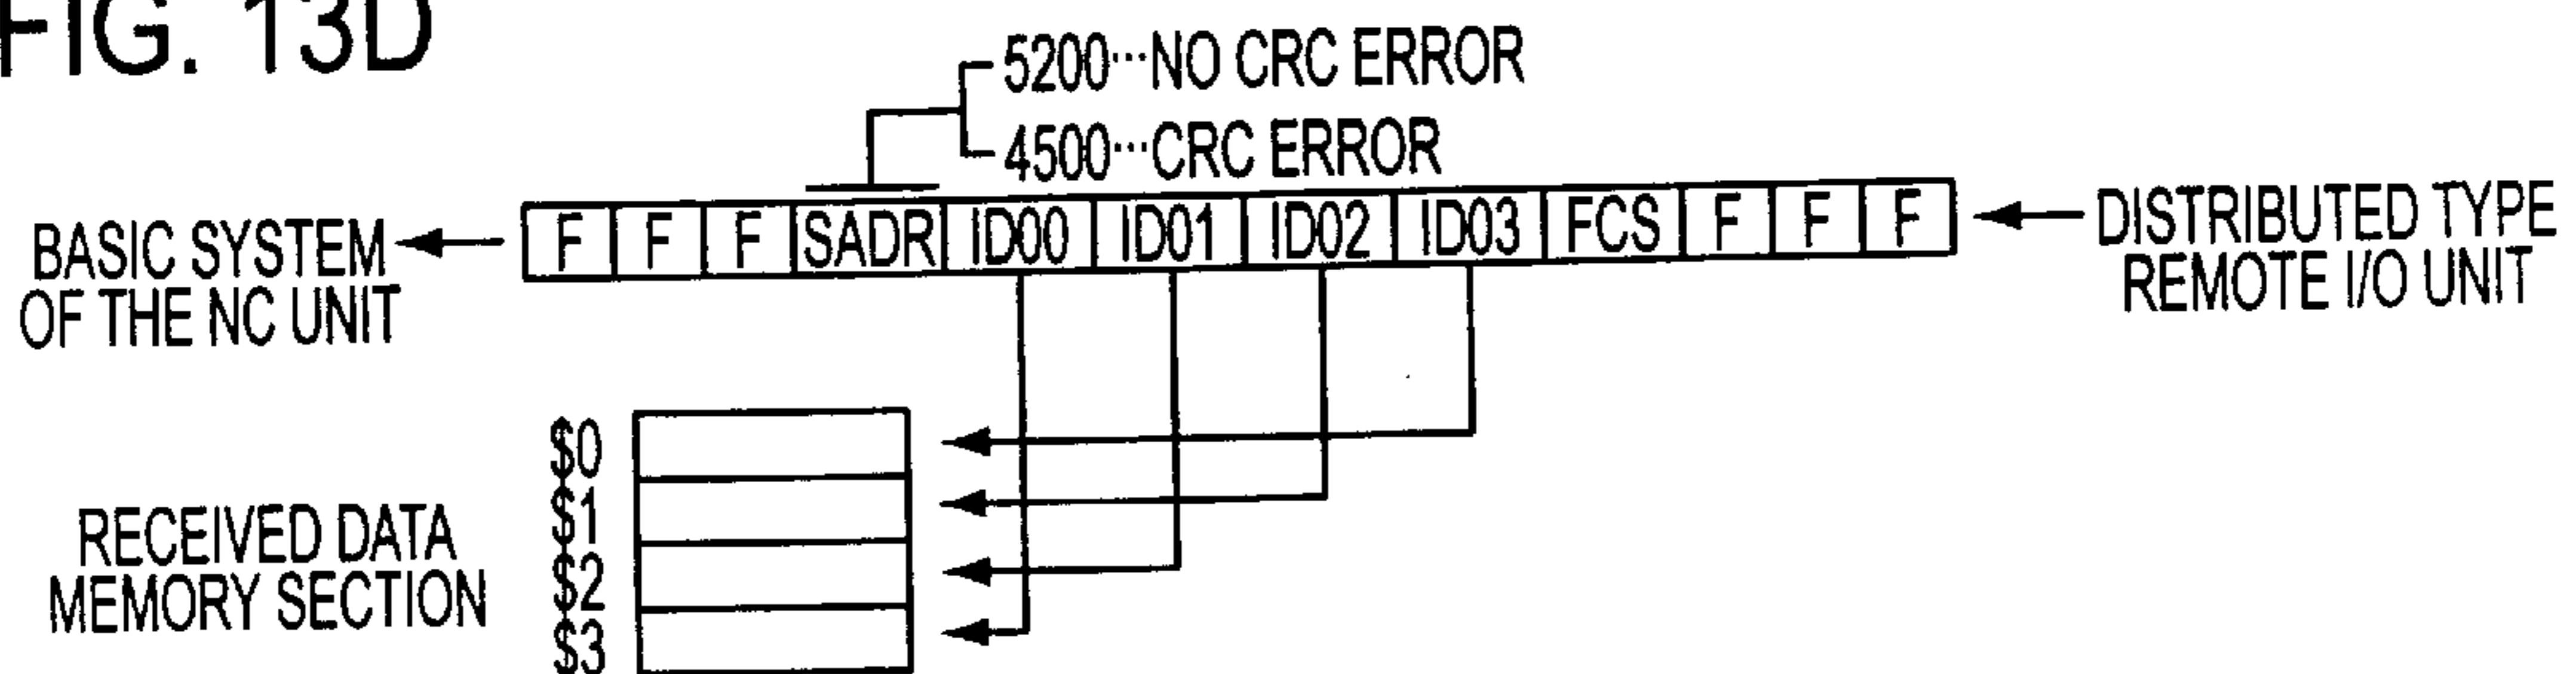 FIG. 13D
5200···NO CRC ERROR
4500···CRC ERROR
BASIC SYSTEM
OF THE NC UNIT
F F F SADR ID00 ID01 ID02 ID03 FCS F F F
DISTRIBUTED TYPE
REMOTE I/O UNIT
$0
$1
$2
$3
RECEIVED DATA
MEMORY SECTION